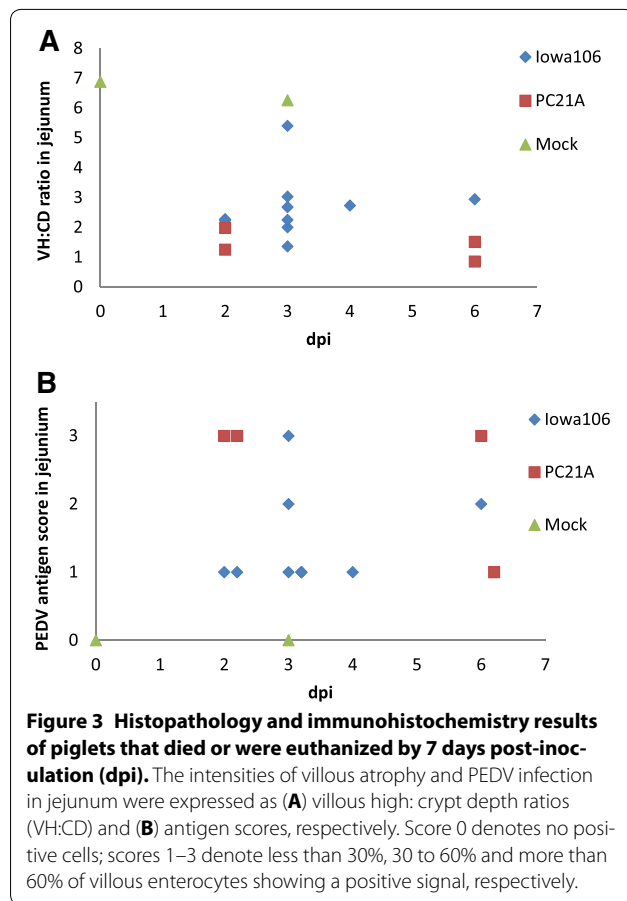 A
VH:CD ratio in jejunum
8
7
6
5
4
3
2
1
0
0 1 2 3 4 5 6 7
dpi
Iowa106
PC21A
Mock
B
PEDV antigen score in jejunium
3
2
1
0
0 1 2 3 4 5 6 7
dpi
Iowa106
PC21A
Mock
Figure 3 Histopathology and immunohistochemistry results
of piglets that died or were euthanized by 7 days post-inoc-
ulation (dpi). The intensities of villous atrophy and PEDV infection
in jejunum were expressed as (A) villous high: crypt depth ratios
(VH:CD) and (B) antigen scores, respectively. Score 0 denotes no posi-
tive cells; scores 1–3 denote less than 30%, 30 to 60% and more than
60% of villous enterocytes showing a positive signal, respectively.